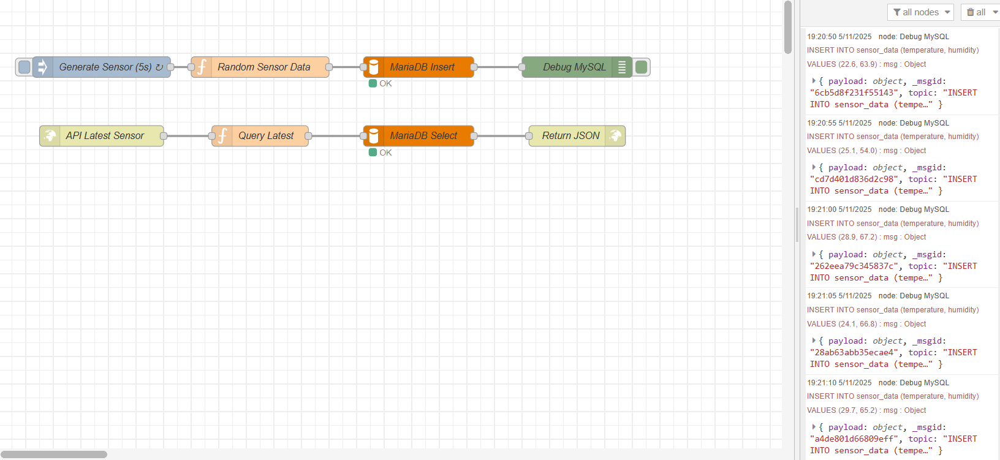 all nodes
all
Generate Sensor (5s) ↻
Random Sensor Data
MariaDB Insert
OK
Debug MySQL
API Latest Sensor
Query Latest
MariaDB Select
OK
Return JSON
19:20:50 5/11/2025 node: Debug MySQL
INSERT INTO sensor_data (temperature, humidity)
VALUES (22.6, 63.9) : msg : Object
{ payload: object, _msgid:
"6cb5d8f231f55143", topic: "INSERT
INTO sensor_data (tempe…" }
19:20:55 5/11/2025 node: Debug MySQL
INSERT INTO sensor_data (temperature, humidity)
VALUES (25.1, 54.0) : msg : Object
{ payload: object, _msgid:
"cd7d401d836d2c98", topic: "INSERT
INTO sensor_data (tempe…" }
19:21:00 5/11/2025 node: Debug MySQL
INSERT INTO sensor_data (temperature, humidity)
VALUES (28.9, 67.2) : msg : Object
{ payload: object, _msgid:
"262eea79c345837c", topic: "INSERT
INTO sensor_data (tempe…" }
19:21:05 5/11/2025 node: Debug MySQL
INSERT INTO sensor_data (temperature, humidity)
VALUES (24.1, 66.8) : msg : Object
{ payload: object, _msgid:
"28ab63abb35ecae4", topic: "INSERT
INTO sensor_data (tempe…" }
19:21:10 5/11/2025 node: Debug MySQL
INSERT INTO sensor_data (temperature, humidity)
VALUES (29.7, 65.2) : msg : Object
{ payload: object, _msgid:
"a4de801d66809eff", topic: "INSERT
INTO sensor_data (tempe…" }